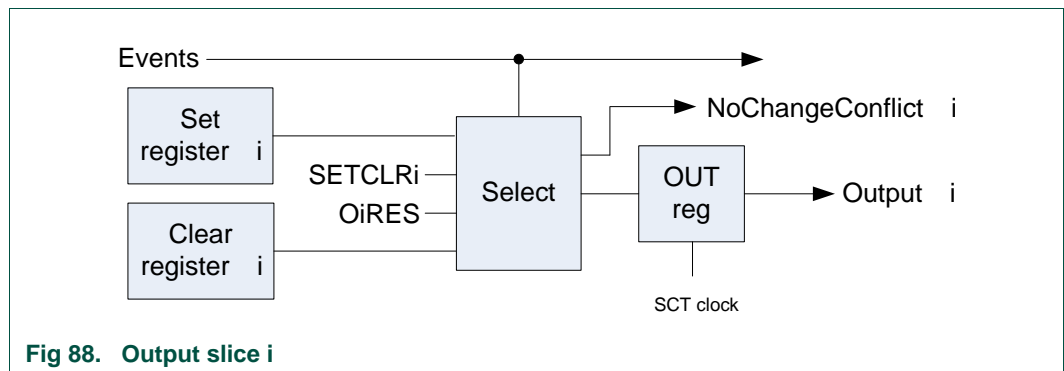 Events
Set
register i
SETCLRi
OiRES
Clear
register i
Select
NoChangeConflict i
OUT
reg
Output i
SCT clock
Fig 88. Output slice i